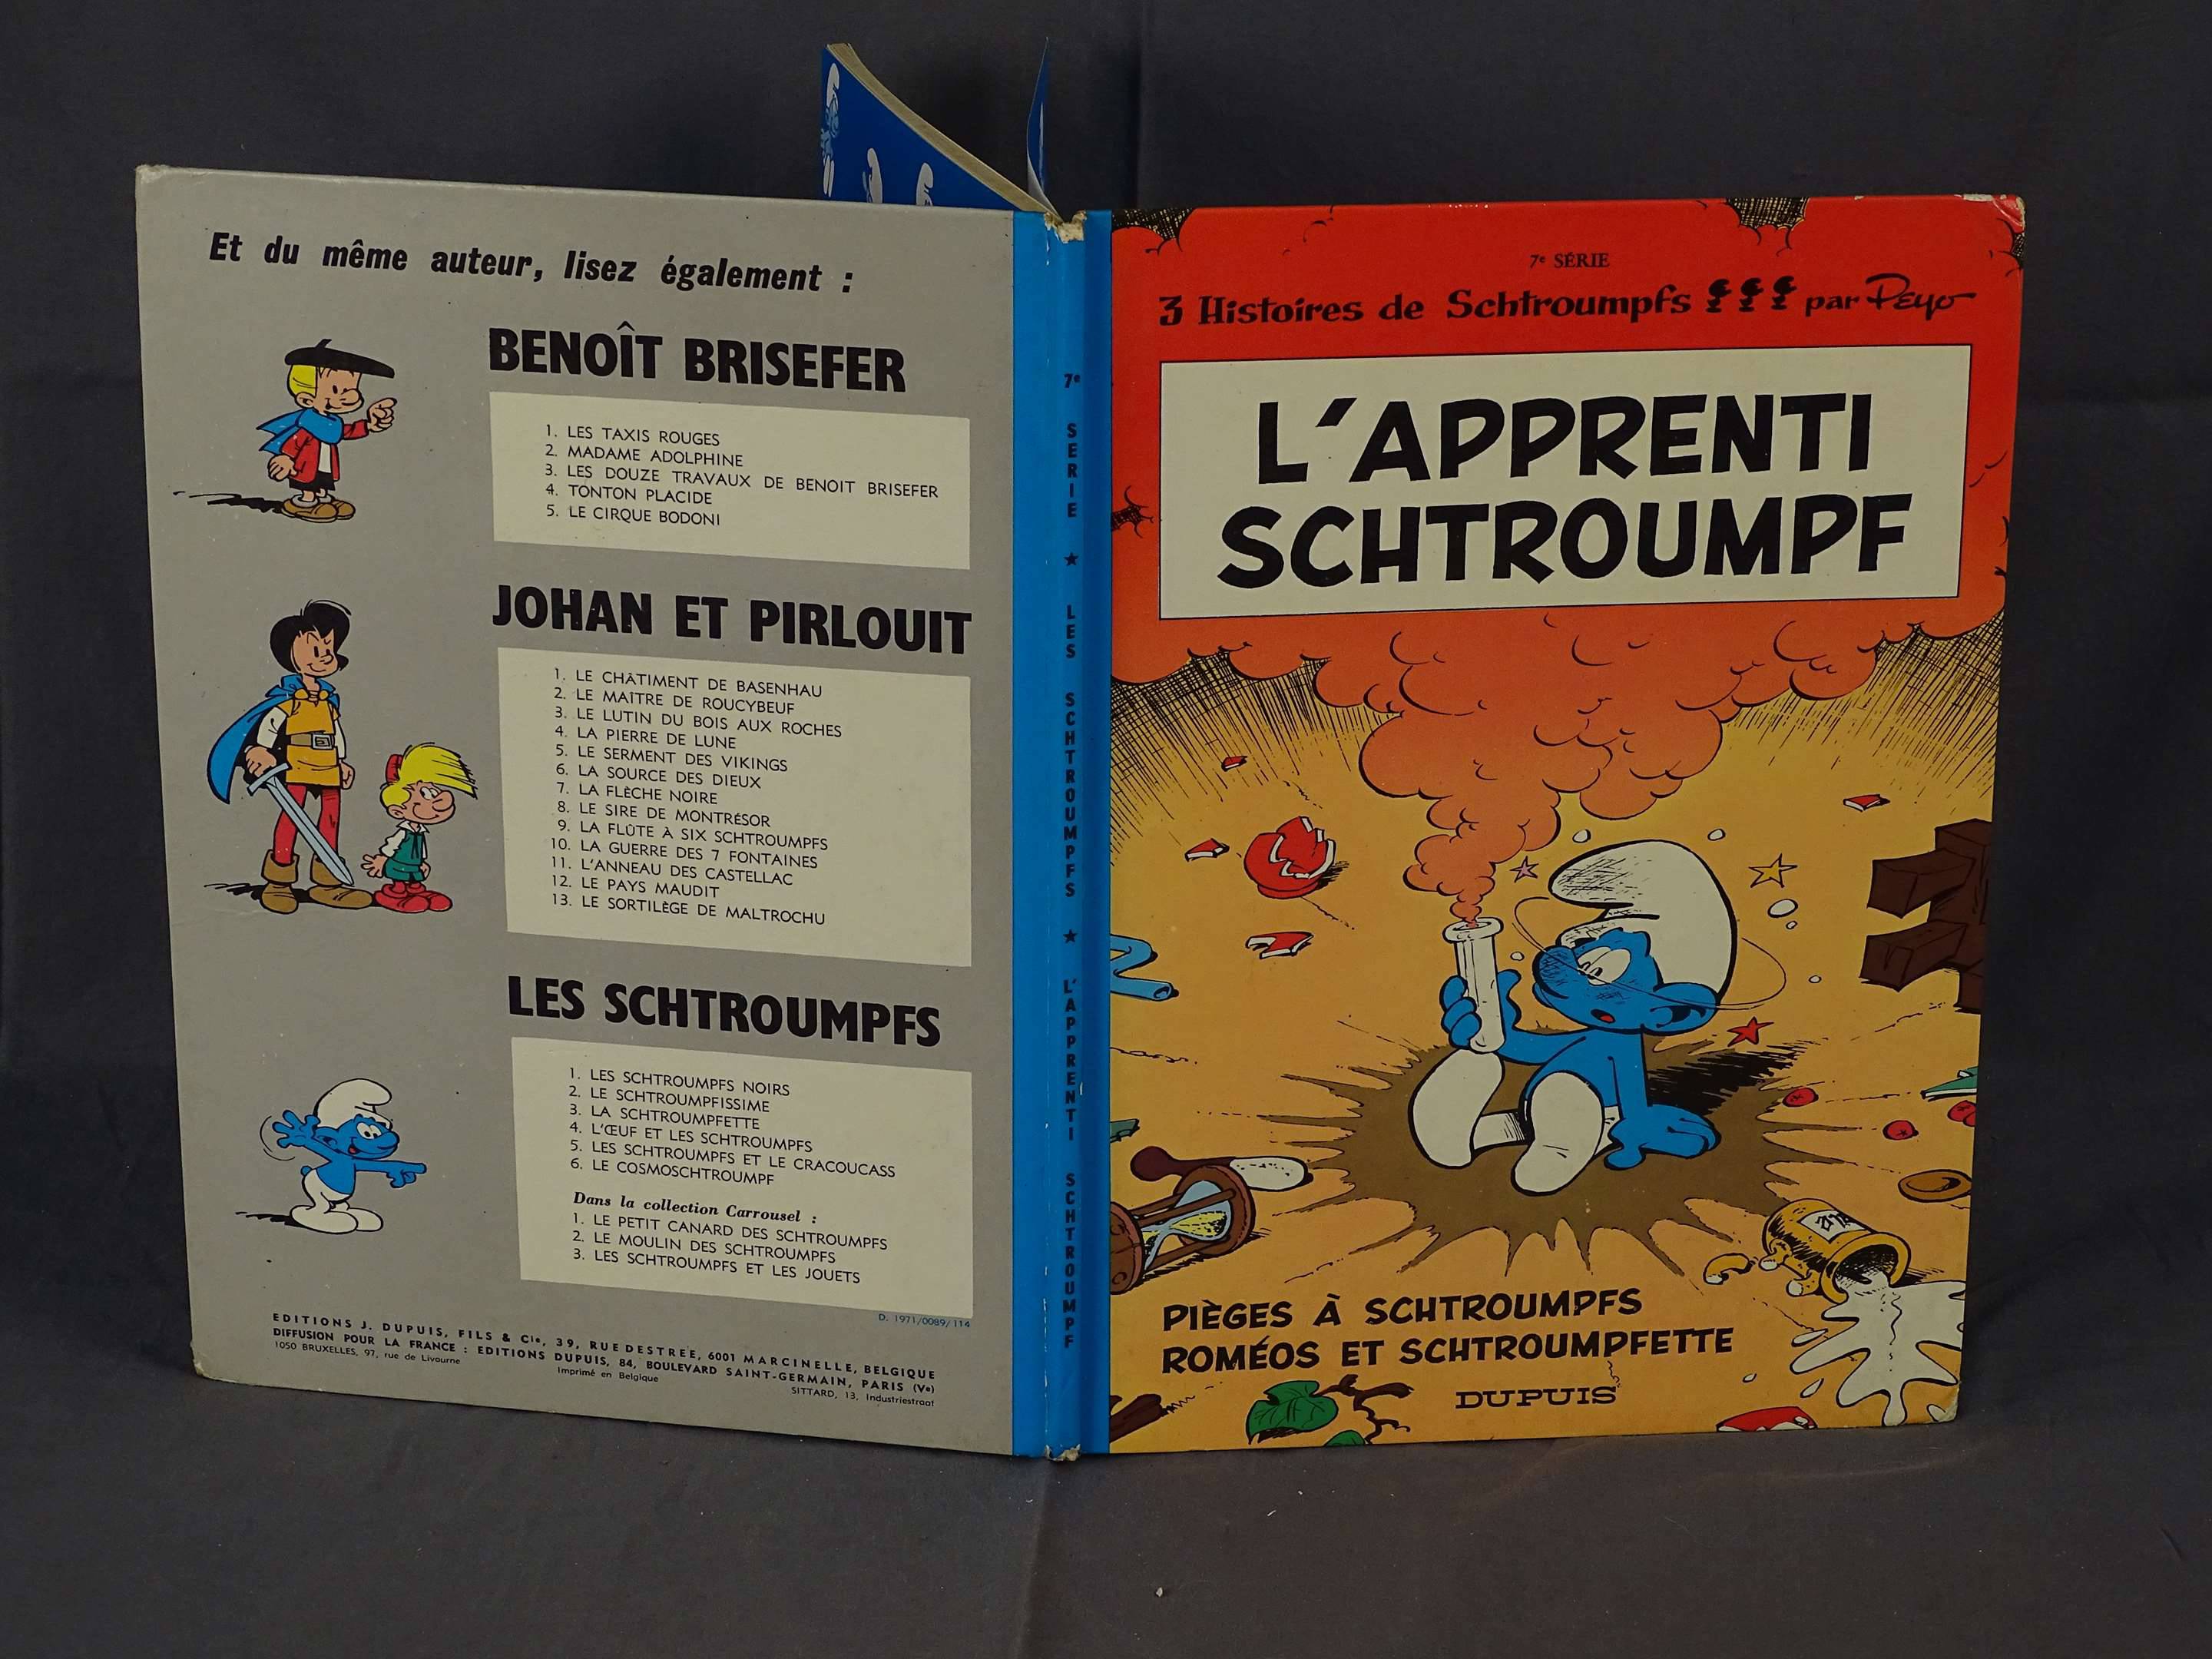 Et du même auteur, lisez également :
BENOÎT BRISEFER
1. LES TAXIS ROUGES
2. MADAME ADOLPHINE
3. LES DOUZE TRAVAUX DE BENOIT BRISEFER
4. TONTON PLACIDE
5. LE CIRQUE BODONI
JOHAN ET PIRLOUIT
1. LE CHÂTIMENT DE BASENHAU
2. LE MAITRE DE ROUCYBEUF
3. LE LUTIN DU BOIS AUX ROCHES
4. LA PIERRE DE LUNE
5. LE SERMENT DES VIKINGS
6. LA SOURCE DES DIEUX
7. LA FLÈCHE NOIRE
8. LE SIRE DE MONTRÉSOR
9. LA FLÛTE À SIX SCHTROUMPFS
10. LA GUERRE DES 7 FONTAINES
11. L'ANNEAU DES CASTELLAC
12. LE PAYS MAUDIT
13. LE SORTILÈGE DE MALTROCHU
LES SCHTROUMPFS
1. LES SCHTROUMPFS NOIRS
2. LE SCHTROUMPFISSIME
3. LA SCHTROUMPFETTE
4. L'ŒUF ET LES SCHTROUMPFS
5. LES SCHTROUMPFS ET LE CRACOUCASS
6. LE COSMOSCHTROUMPF
Dans la collection Carrousel :
1. LE PETIT CANARD DES SCHTROUMPFS
2. LE MOULIN DES SCHTROUMPFS
3. LES SCHTROUMPFS ET LES JOUETS
D. 1971/0089/114
EDITIONS J. DUPUIS, FILS & Cie, 39, RUE DESTREE, 6001 MARCINELLE, BELGIQUE
DIFFUSION POUR LA FRANCE : EDITIONS DUPUIS, 84, BOULEVARD SAINT-GERMAIN, PARIS (Ve)
1050 BRUXELLES, 97, rue de Livourne
Imprimé en Belgique
SITTARD, 13, Industriestraat
7e SERIE ★ LES SCHTROUMPFS ★ L'APPRENTI SCHTROUMPF
7e SÉRIE
3 Histoires de Schtroumpfs par Peyo
L'APPRENTI
SCHTROUMPF
PIÈGES À SCHTROUMPFS
ROMÉOS ET SCHTROUMPFETTE
DUPUIS